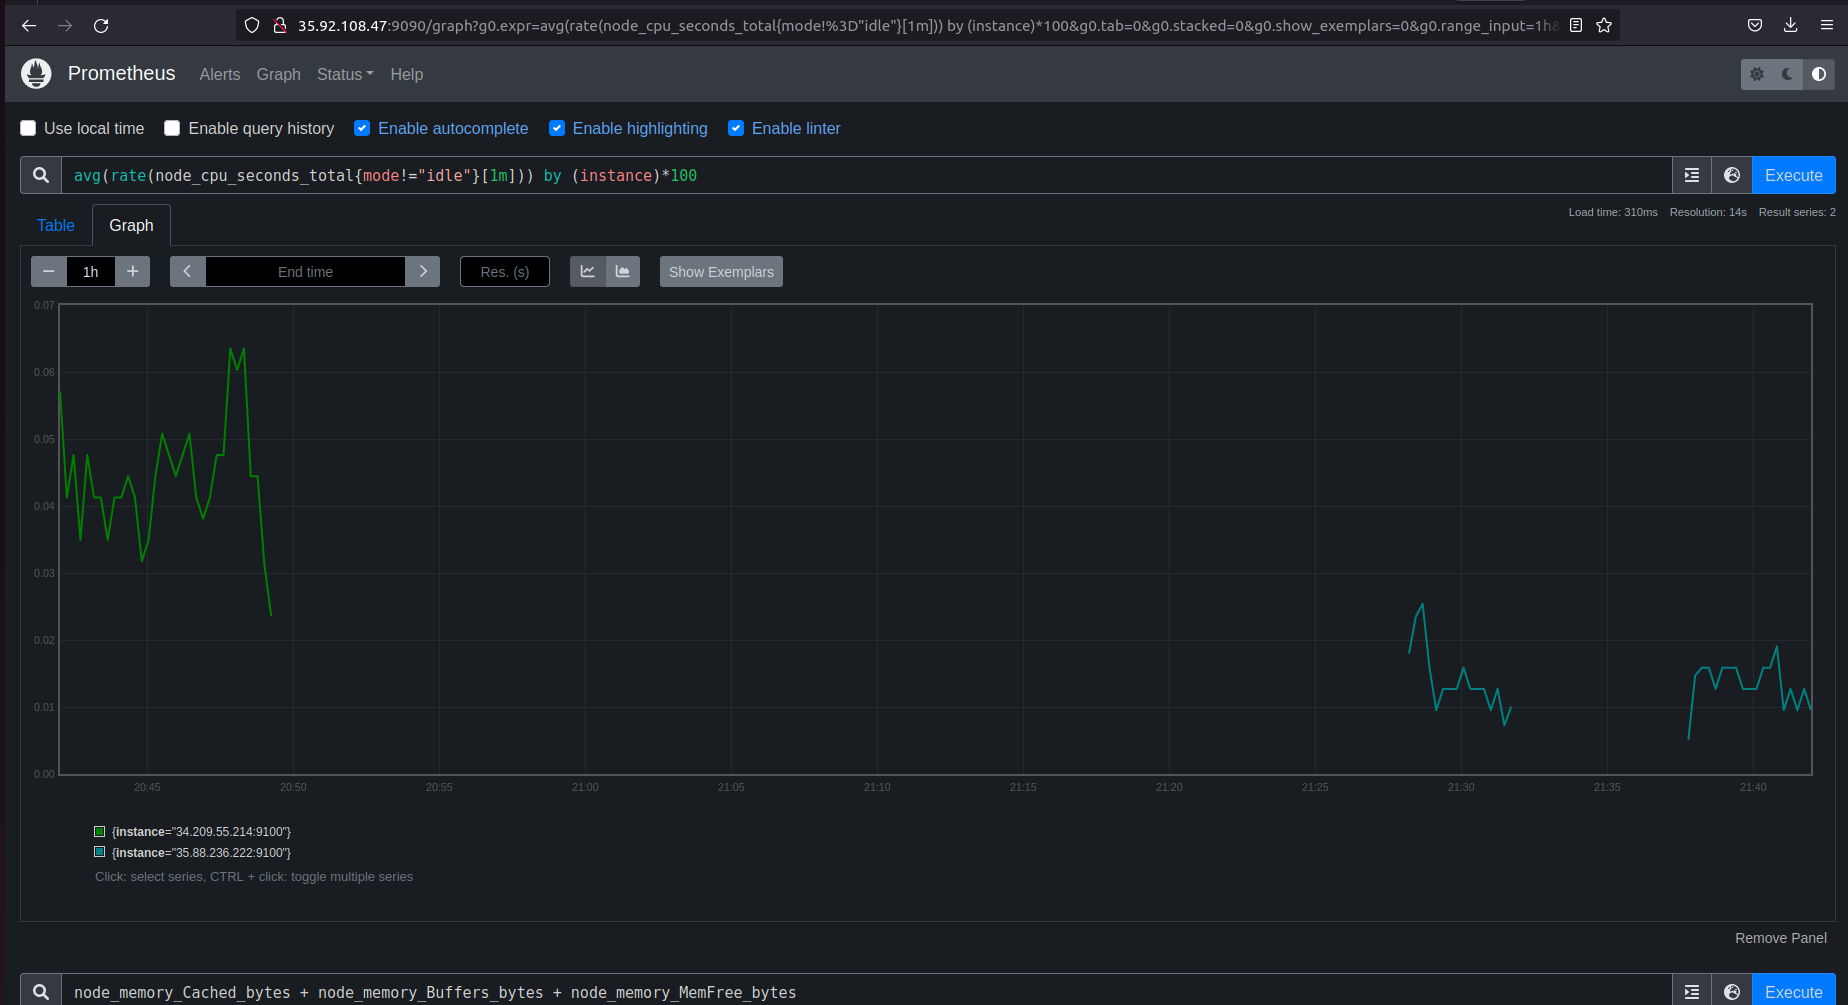 35.92.108.47:9090/graph?g0.expr=avg(rate(node_cpu_seconds_total{mode!%3D"idle"}[1m])) by (instance)*100&g0.tab=0&g0.stacked=0&g0.show_exemplars=0&g0.range_input=1h&
Prometheus Alerts Graph Status Help
Use local time Enable query history Enable autocomplete Enable highlighting Enable linter
avg(rate(node_cpu_seconds_total{mode!="idle"}[1m])) by (instance)*100 Execute
Table Graph Load time: 310ms Resolution: 14s Result series: 2
1h End time Res. (s) Show Exemplars
0.07
0.06
0.05
0.04
0.03
0.02
0.01
0.00
20:45 20:50 20:55 21:00 21:05 21:10 21:15 21:20 21:25 21:30 21:35 21:40
{instance="34.209.55.214:9100"}
{instance="35.88.236.222:9100"}
Click: select series, CTRL + click: toggle multiple series
Remove Panel
node_memory_Cached_bytes + node_memory_Buffers_bytes + node_memory_MemFree_bytes Execute